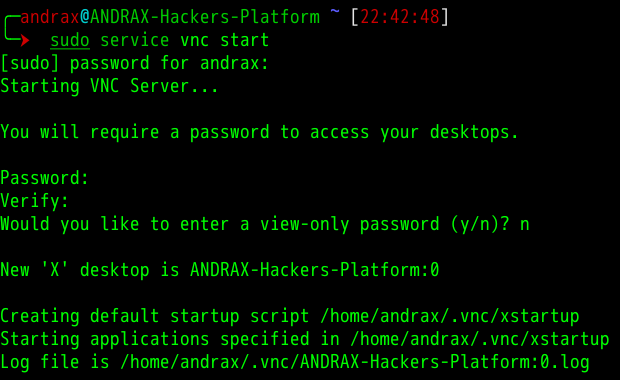 andrax@ANDRAX-Hackers-Platform ~ [22:42:48]
sudo service vnc start
[sudo] password for andrax:
Starting VNC Server...
You will require a password to access your desktops.
Password:
Verify:
Would you like to enter a view-only password (y/n)? n
New 'X' desktop is ANDRAX-Hackers-Platform:0
Creating default startup script /home/andrax/.vnc/xstartup
Starting applications specified in /home/andrax/.vnc/xstartup
Log file is /home/andrax/.vnc/ANDRAX-Hackers-Platform:0.log